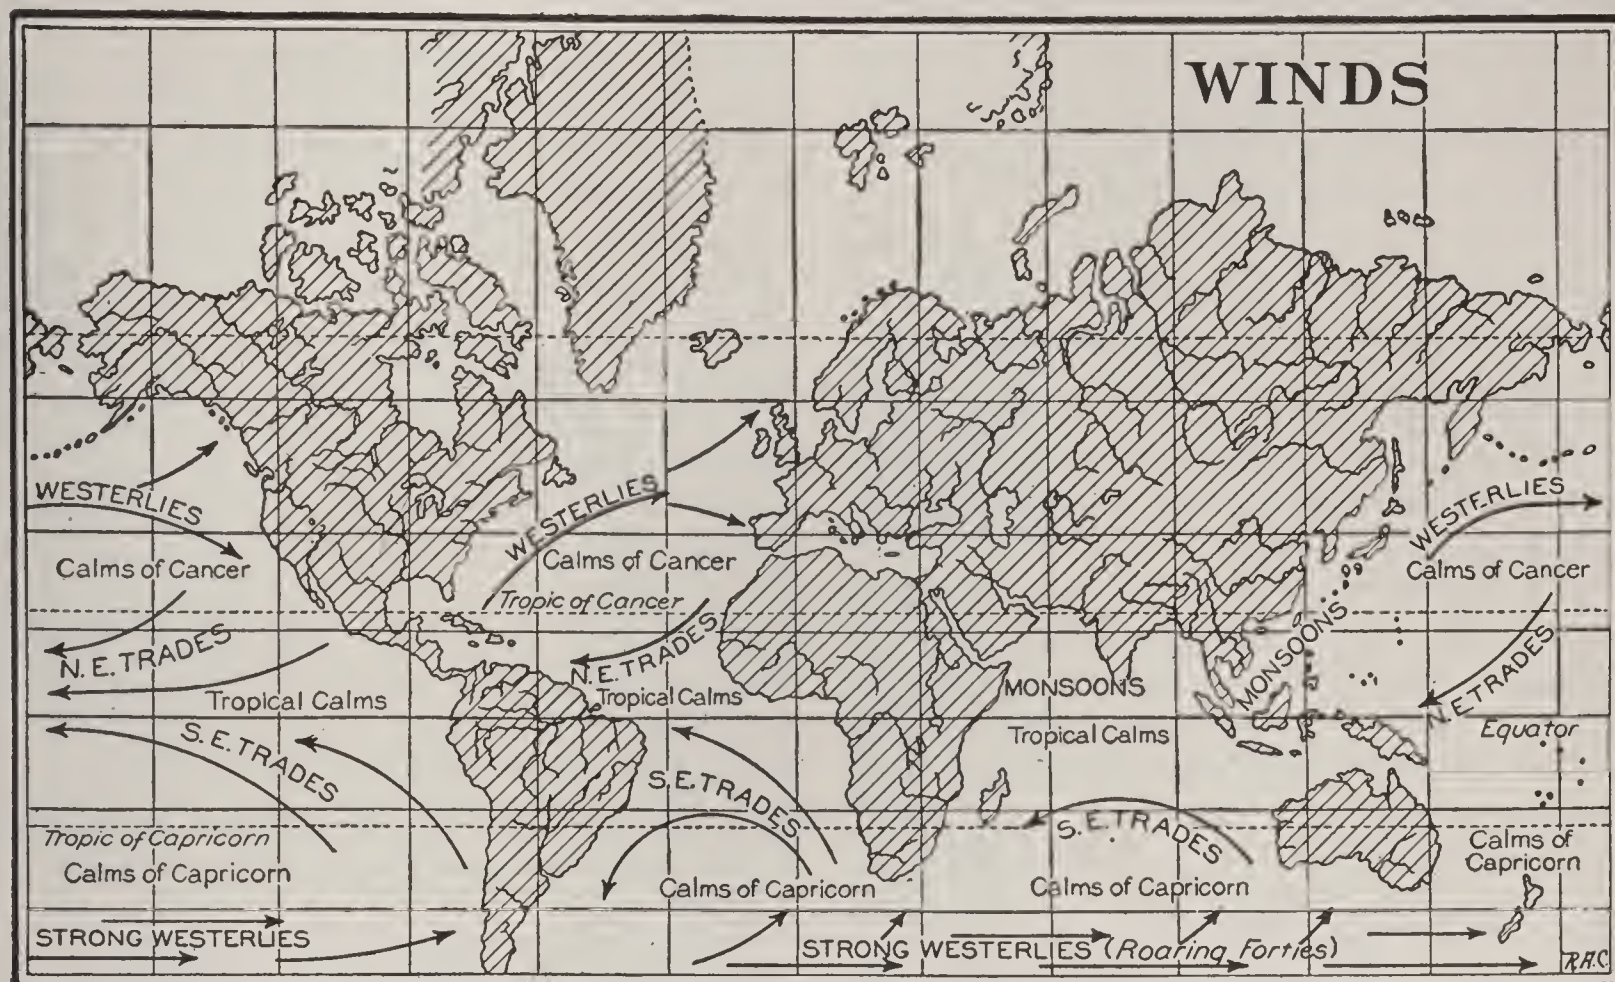 WINDS
WESTERLIES
WESTERLIES
WESTERLIES
Calms of Cancer
Calms of Cancer
Calms of Cancer
Tropic of Cancer
MONSOONS
N.E. TRADES
N.E. TRADES
N.E. TRADES
MONSOONS
Tropical Calms
Tropical Calms
Tropical Calms
Equator
S.E. TRADES
S.E. TRADES
S.E. TRADES
Tropic of Capricorn
Calms of Capricorn
Calms of Capricorn
Calms of Capricorn
Calms of
Capricorn
STRONG WESTERLIES
STRONG WESTERLIES (Roaring Forties)
R.A.C.